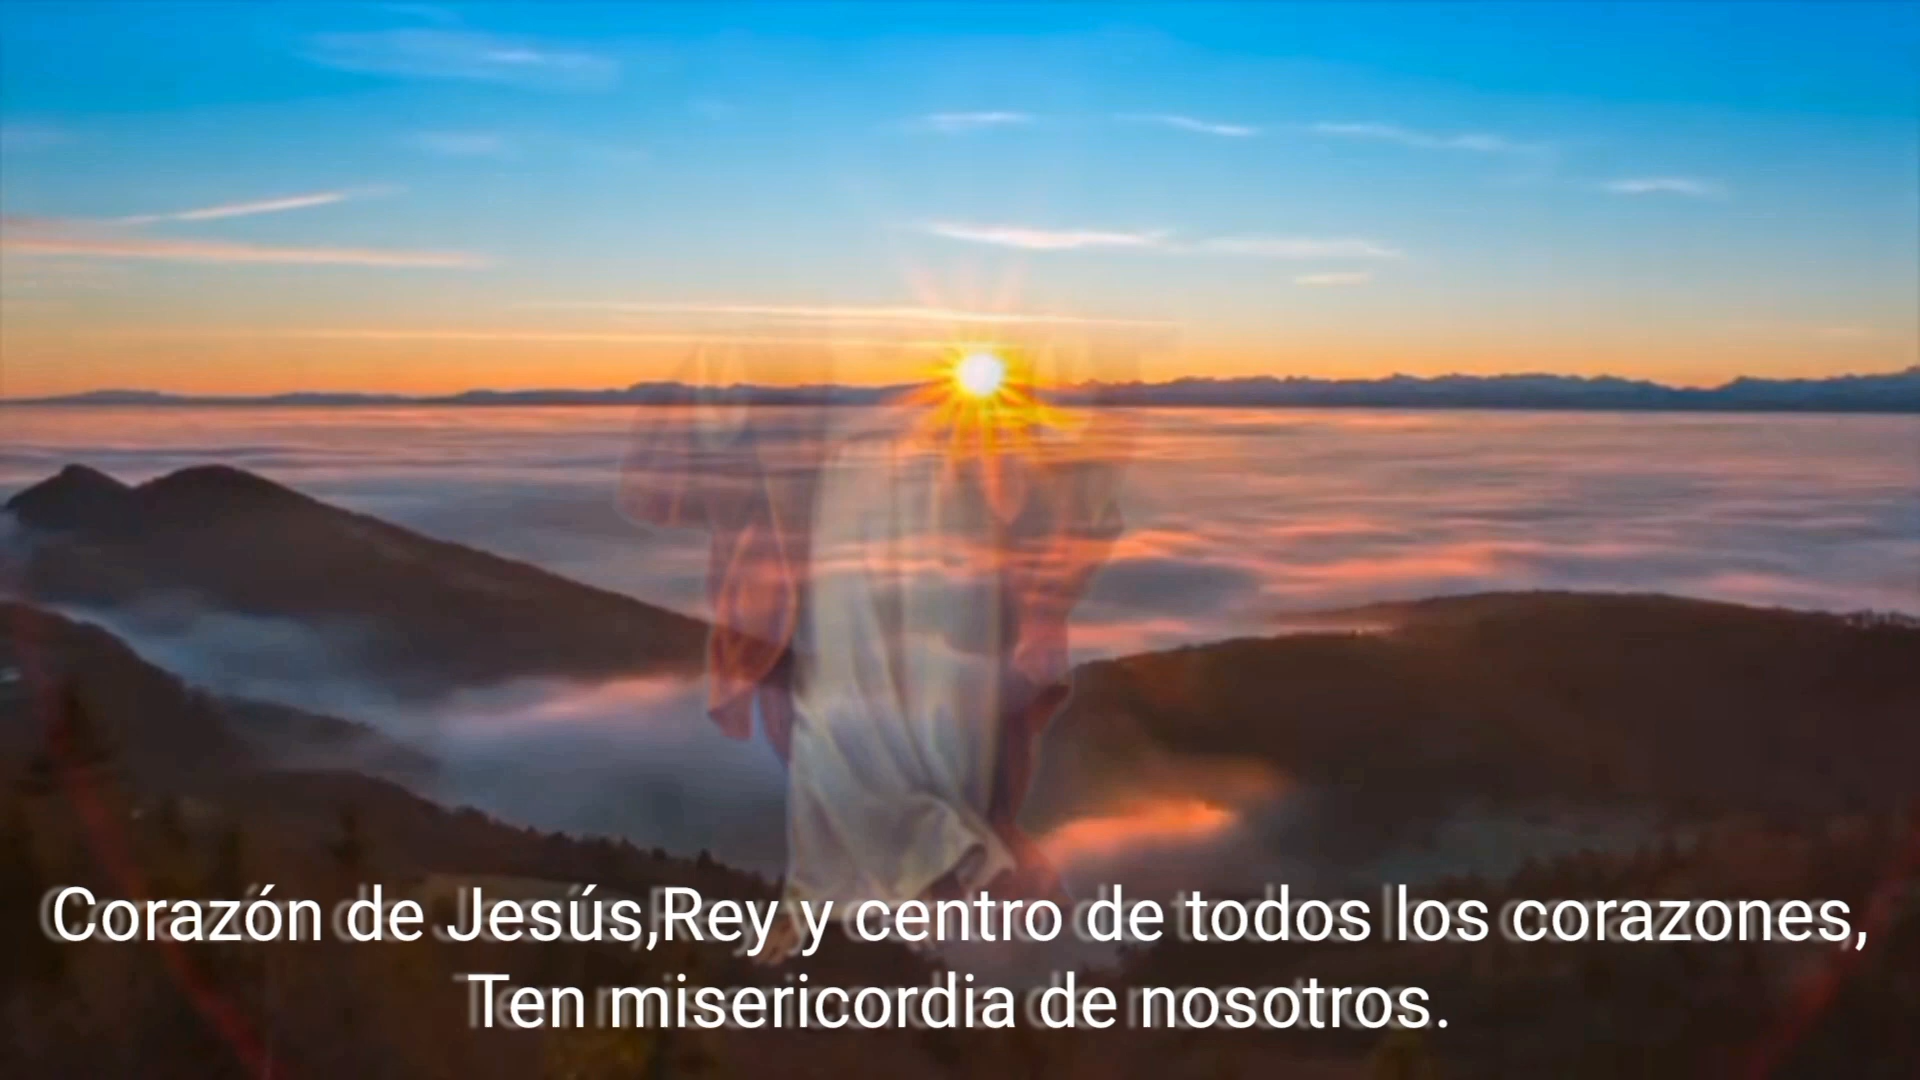 Corazón de Jesús,Rey y centro de todos los corazones,
Ten misericordia de nosotros.